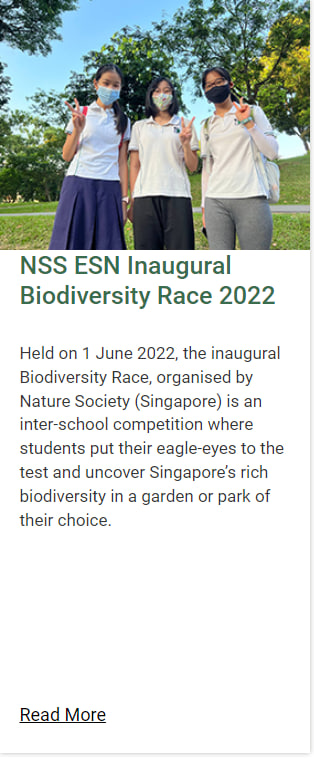 NSS ESN Inaugural
Biodiversity Race 2022
Held on 1 June 2022, the inaugural
Biodiversity Race, organised by
Nature Society (Singapore) is an
inter-school competition where
students put their eagle-eyes to the
test and uncover Singapore’s rich
biodiversity in a garden or park of
their choice.
Read More